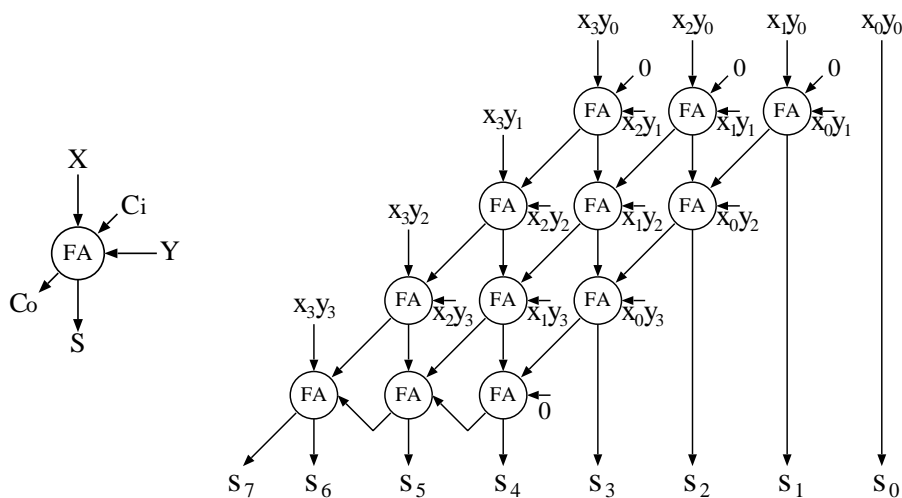 x₃y₀ x₂y₀ x₁y₀ x₀y₀
0 0 0
FA FA FA
x₂y₁ x₁y₁ x₀y₁
x₃y₁
X
Ci
FA FA FA
x₂y₂ x₁y₂ x₀y₂
x₃y₂
FA Y
Co
FA FA FA
x₂y₃ x₁y₃ x₀y₃
x₃y₃
S
FA FA FA
0
S₇ S₆ S₅ S₄ S₃ S₂ S₁ S₀